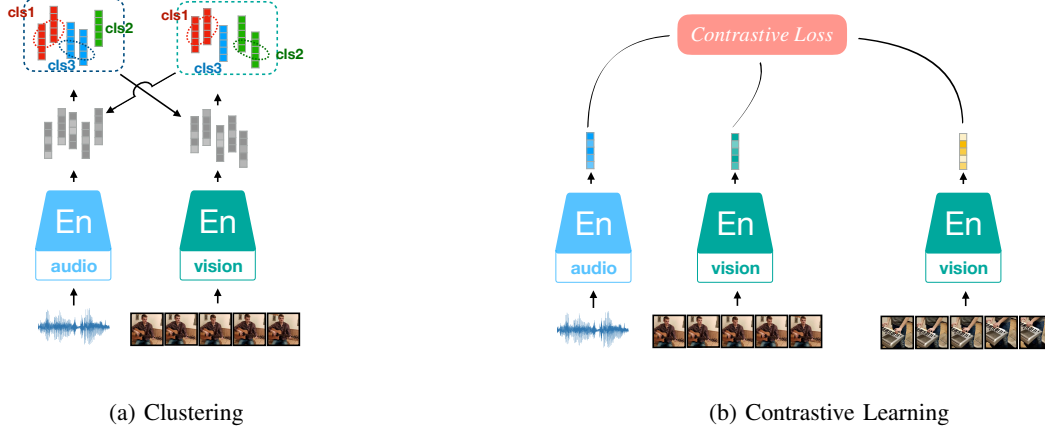 cls1
cls2
cls3
cls1
cls2
cls3
En
audio
En
vision
(a) Clustering
Contrastive Loss
En
audio
En
vision
En
vision
(b) Contrastive Learning